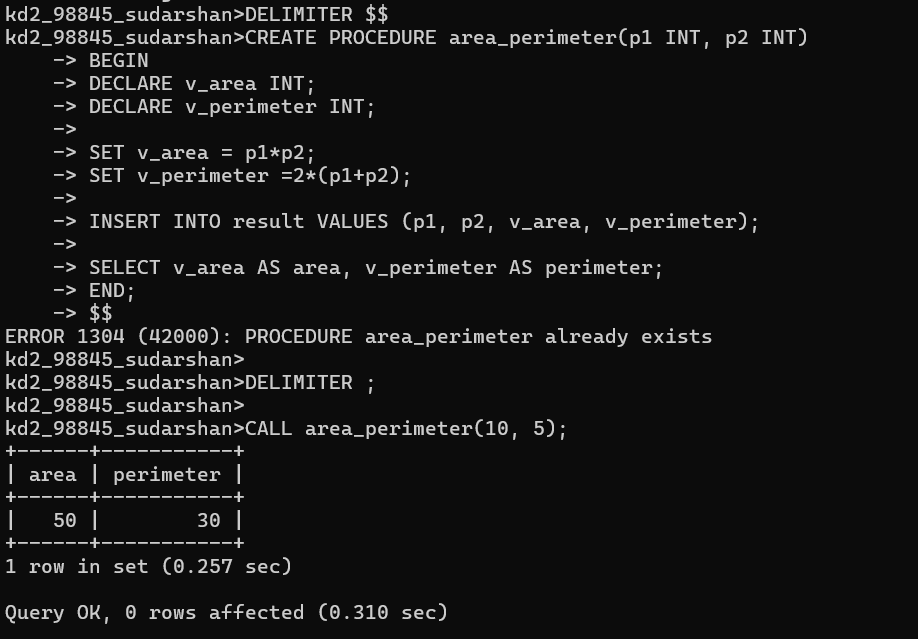 kd2_98845_sudarshan>DELIMITER $$
kd2_98845_sudarshan>CREATE PROCEDURE area_perimeter(p1 INT, p2 INT)
    -> BEGIN
    -> DECLARE v_area INT;
    -> DECLARE v_perimeter INT;
    ->
    -> SET v_area = p1*p2;
    -> SET v_perimeter =2*(p1+p2);
    ->
    -> INSERT INTO result VALUES (p1, p2, v_area, v_perimeter);
    ->
    -> SELECT v_area AS area, v_perimeter AS perimeter;
    -> END;
    -> $$
ERROR 1304 (42000): PROCEDURE area_perimeter already exists
kd2_98845_sudarshan>
kd2_98845_sudarshan>DELIMITER ;
kd2_98845_sudarshan>
kd2_98845_sudarshan>CALL area_perimeter(10, 5);
+------+-----------+
| area | perimeter |
+------+-----------+
|   50 |        30 |
+------+-----------+
1 row in set (0.257 sec)

Query OK, 0 rows affected (0.310 sec)